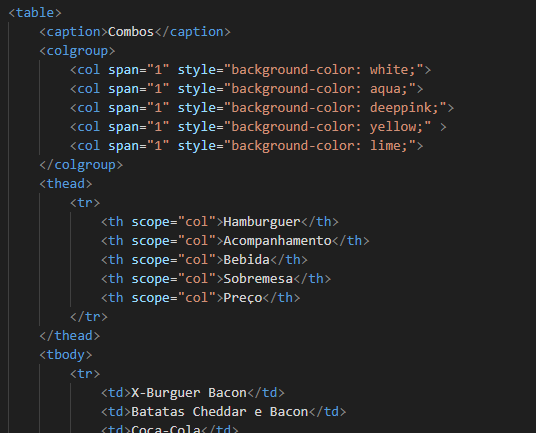 <table>
<caption>Combos</caption>
<colgroup>
<col span="1" style="background-color: white;">
<col span="1" style="background-color: aqua;">
<col span="1" style="background-color: deeppink;">
<col span="1" style="background-color: yellow;" >
<col span="1" style="background-color: lime;">
</colgroup>
<thead>
<tr>
<th scope="col">Hamburguer</th>
<th scope="col">Acompanhamento</th>
<th scope="col">Bebida</th>
<th scope="col">Sobremesa</th>
<th scope="col">Preço</th>
</tr>
</thead>
<tbody>
<tr>
<td>X-Burguer Bacon</td>
<td>Batatas Cheddar e Bacon</td>
<td>Coca-Cola</td>